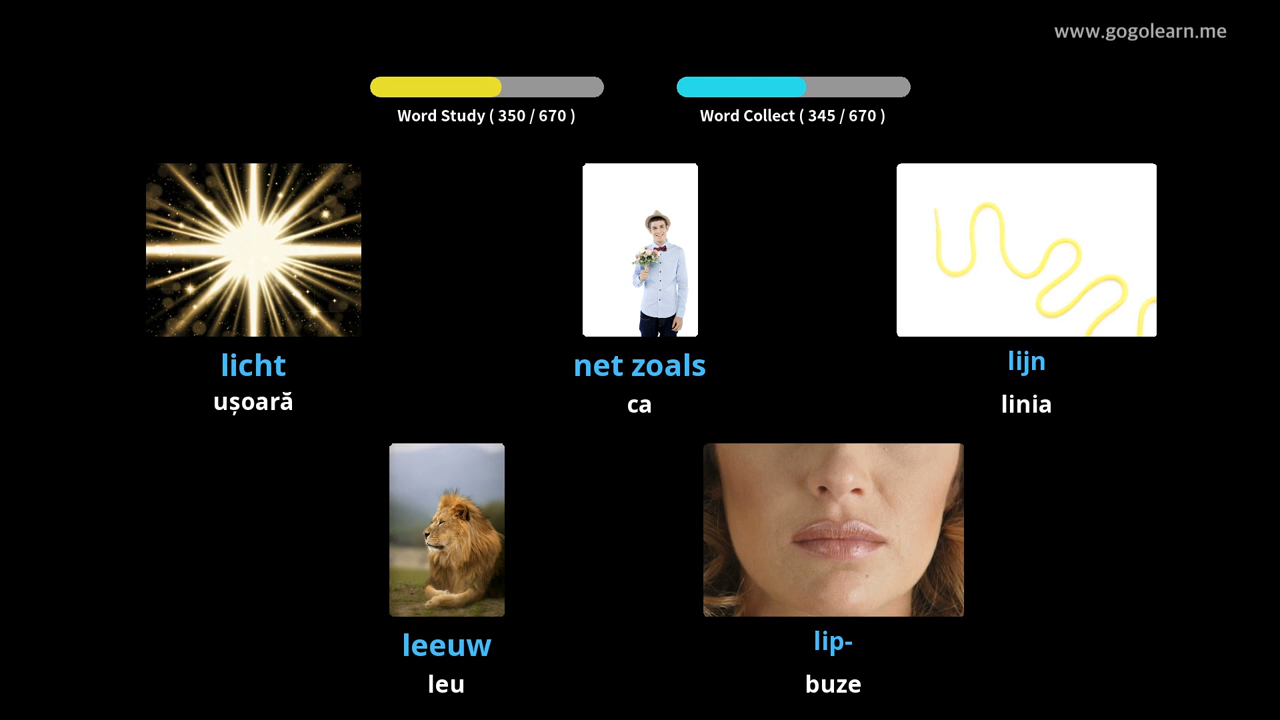 www.gogolearn.me
Word Study ( 350 / 670 )
Word Collect ( 345 / 670 )
licht
ușoară
net zoals
ca
lijn
linia
leeuw
leu
lip-
buze